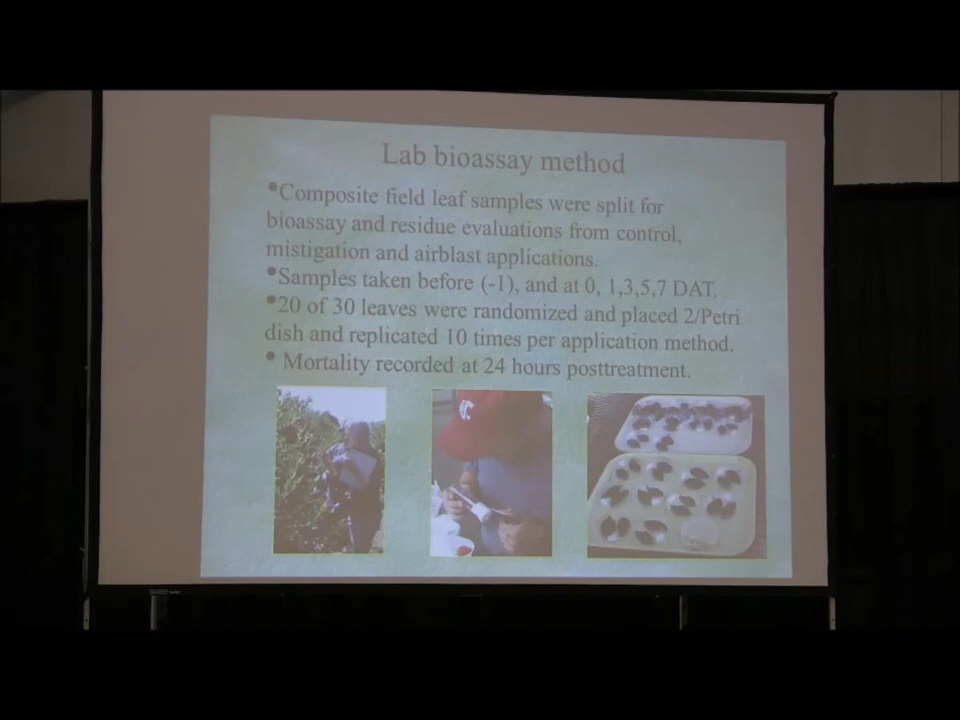 Lab bioassay method
•Composite field leaf samples were split for
bioassay and residue evaluations from control,
mistigation and airblast applications.
•Samples taken before (-1), and at 0, 1,3,5,7 DAT.
•20 of 30 leaves were randomized and placed 2/Petri
dish and replicated 10 times per application method.
• Mortality recorded at 24 hours posttreatment.